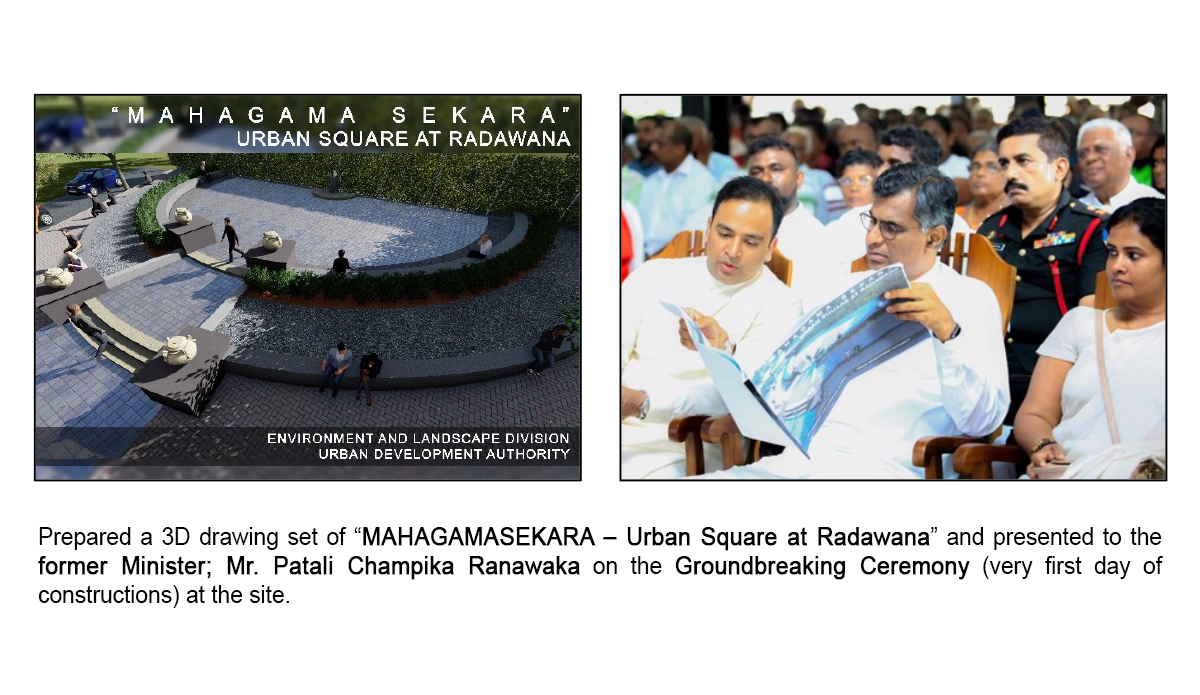 “MAHAGAMA SEKARA”
URBAN SQUARE AT RADAWANA
ENVIRONMENT AND LANDSCAPE DIVISION
URBAN DEVELOPMENT AUTHORITY
Prepared a 3D drawing set of “MAHAGAMASEKARA – Urban Square at Radawana” and presented to the
former Minister; Mr. Patali Champika Ranawaka on the Groundbreaking Ceremony (very first day of
constructions) at the site.